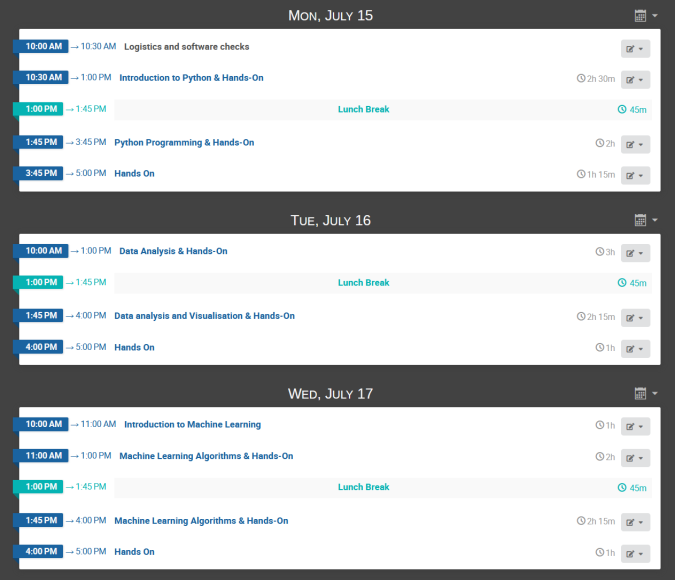 MON, JULY 15
10:00 AM → 10:30 AM Logistics and software checks
10:30 AM → 1:00 PM Introduction to Python & Hands-On 2h 30m
1:00 PM → 1:45 PM Lunch Break 45m
1:45 PM → 3:45 PM Python Programming & Hands-On 2h
3:45 PM → 5:00 PM Hands On 1h 15m
TUE, JULY 16
10:00 AM → 1:00 PM Data Analysis & Hands-On 3h
1:00 PM → 1:45 PM Lunch Break 45m
1:45 PM → 4:00 PM Data analysis and Visualisation & Hands-On 2h 15m
4:00 PM → 5:00 PM Hands On 1h
WED, JULY 17
10:00 AM → 11:00 AM Introduction to Machine Learning 1h
11:00 AM → 1:00 PM Machine Learning Algorithms & Hands-On 2h
1:00 PM → 1:45 PM Lunch Break 45m
1:45 PM → 4:00 PM Machine Learning Algorithms & Hands-On 2h 15m
4:00 PM → 5:00 PM Hands On 1h